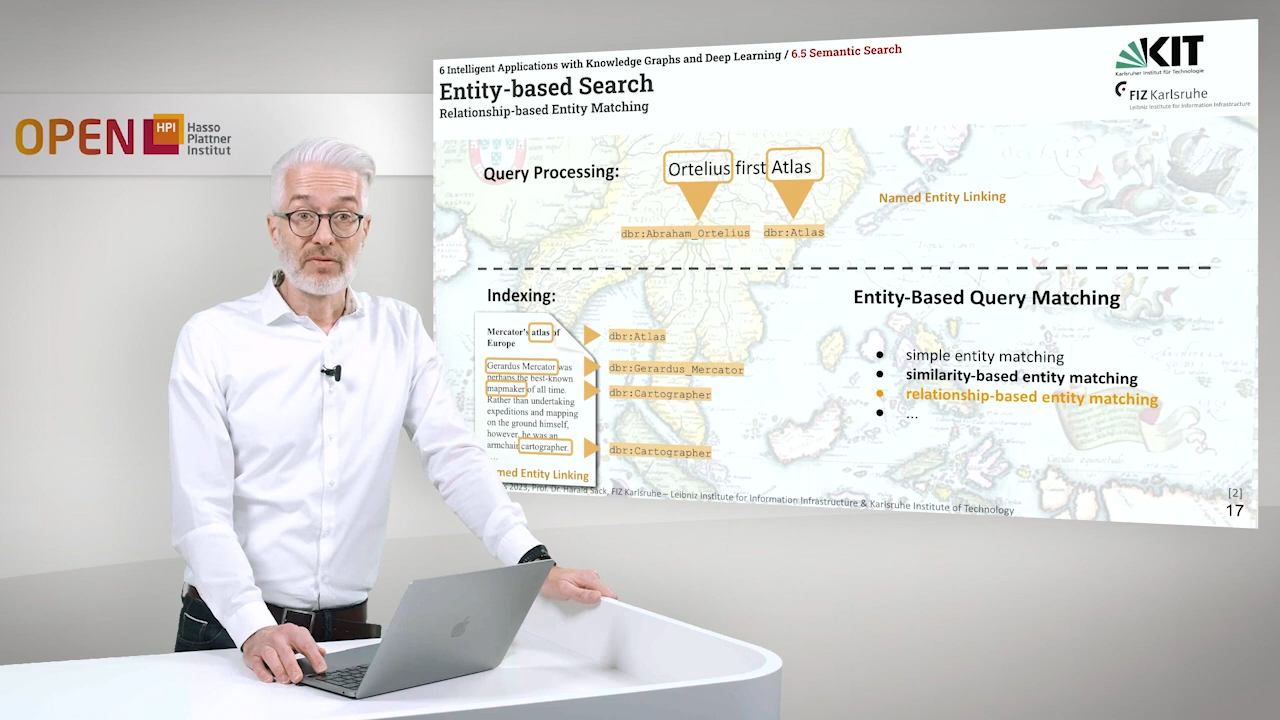 OPEN HPI Hasso
Plattner
Institut
6 Intelligent Applications with Knowledge Graphs and Deep Learning / 6.5 Semantic Search
Entity-based Search
Relationship-based Entity Matching
KIT
Karlsruher Institut für Technologie
FIZ Karlsruhe
Leibniz Institute for Information Infrastructure
Query Processing:
Ortelius first Atlas
Named Entity Linking
dbr:Abraham_Ortelius dbr:Atlas
Indexing:
Mercator's atlas of
Europe
Gerardus Mercator was
perhaps the best-known
mapmaker of all time.
Rather than undertaking
expeditions and mapping
on the ground himself,
however, he was an
armchair cartographer.
...
med Entity Linking
dbr:Atlas
dbr:Gerardus_Mercator
dbr:Cartographer
dbr:Cartographer
Entity-Based Query Matching
● simple entity matching
● similarity-based entity matching
● relationship-based entity matching
● ...
2023, Prof. Dr. Harald Sack, FIZ Karlsruhe – Leibniz Institute for Information Infrastructure & Karlsruhe Institute of Technology
[2]
17